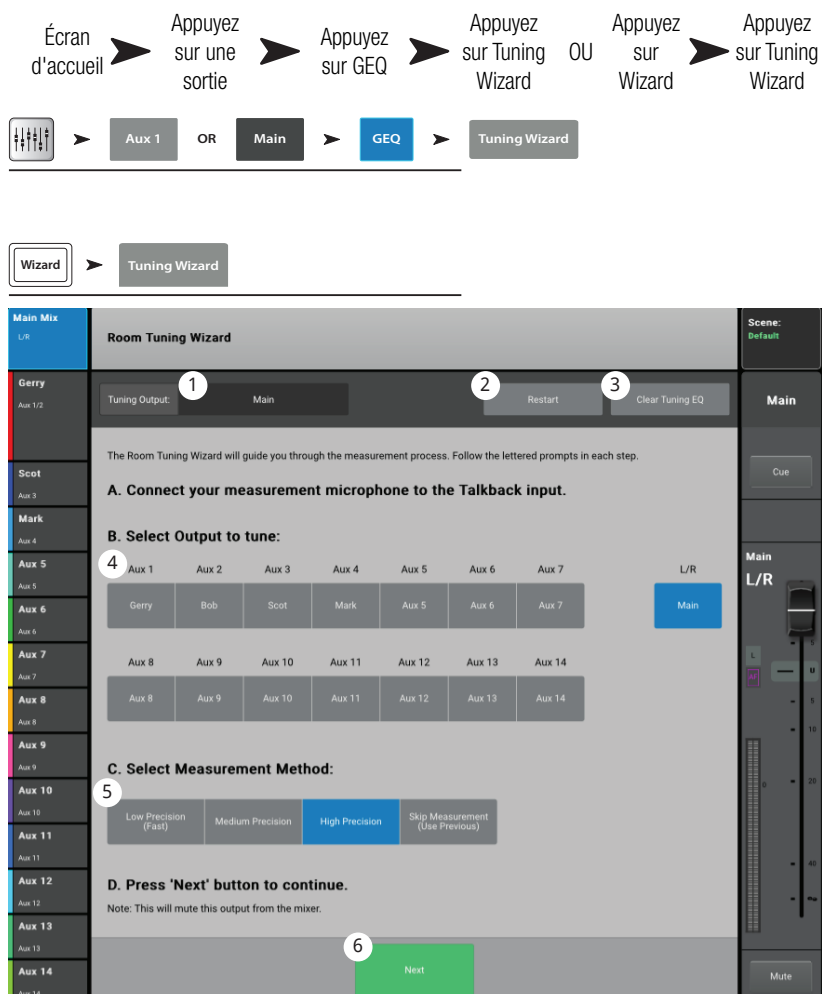 Écran d'accueil
Appuyez sur une sortie
Appuyez sur GEQ
Appuyez sur Tuning Wizard
OU
Appuyez sur Wizard
Appuyez sur Tuning Wizard
Aux 1 OR Main GEQ Tuning Wizard
Wizard Tuning Wizard
Main Mix
L/R
Room Tuning Wizard
Scene:
Default
Gerry
Aux 1/2
Scot
Aux 3
Mark
Aux 4
Aux 5
Aux 5
Aux 6
Aux 6
Aux 7
Aux 7
Aux 8
Aux 8
Aux 9
Aux 9
Aux 10
Aux 10
Aux 11
Aux 11
Aux 12
Aux 12
Aux 13
Aux 13
Aux 14
Aux 14
1 2 3
Tuning Output: Main Restart Clear Tuning EQ
The Room Tuning Wizard will guide you through the measurement process. Follow the lettered prompts in each step.
A. Connect your measurement microphone to the Talkback input.
B. Select Output to tune:
4
Aux 1 Aux 2 Aux 3 Aux 4 Aux 5 Aux 6 Aux 7 L/R
Gerry Bob Scot Mark Aux 5 Aux 6 Aux 7 Main
Aux 8 Aux 9 Aux 10 Aux 11 Aux 12 Aux 13 Aux 14
Aux 8 Aux 9 Aux 10 Aux 11 Aux 12 Aux 13 Aux 14
C. Select Measurement Method:
5
Low Precision (Fast)
Medium Precision
High Precision
Skip Measurement (Use Previous)
D. Press 'Next' button to continue.
Note: This will mute this output from the mixer.
6
Next
Main
Cue
Main
L/R
5
L
U
5
10
0
20
40
∞
Mute